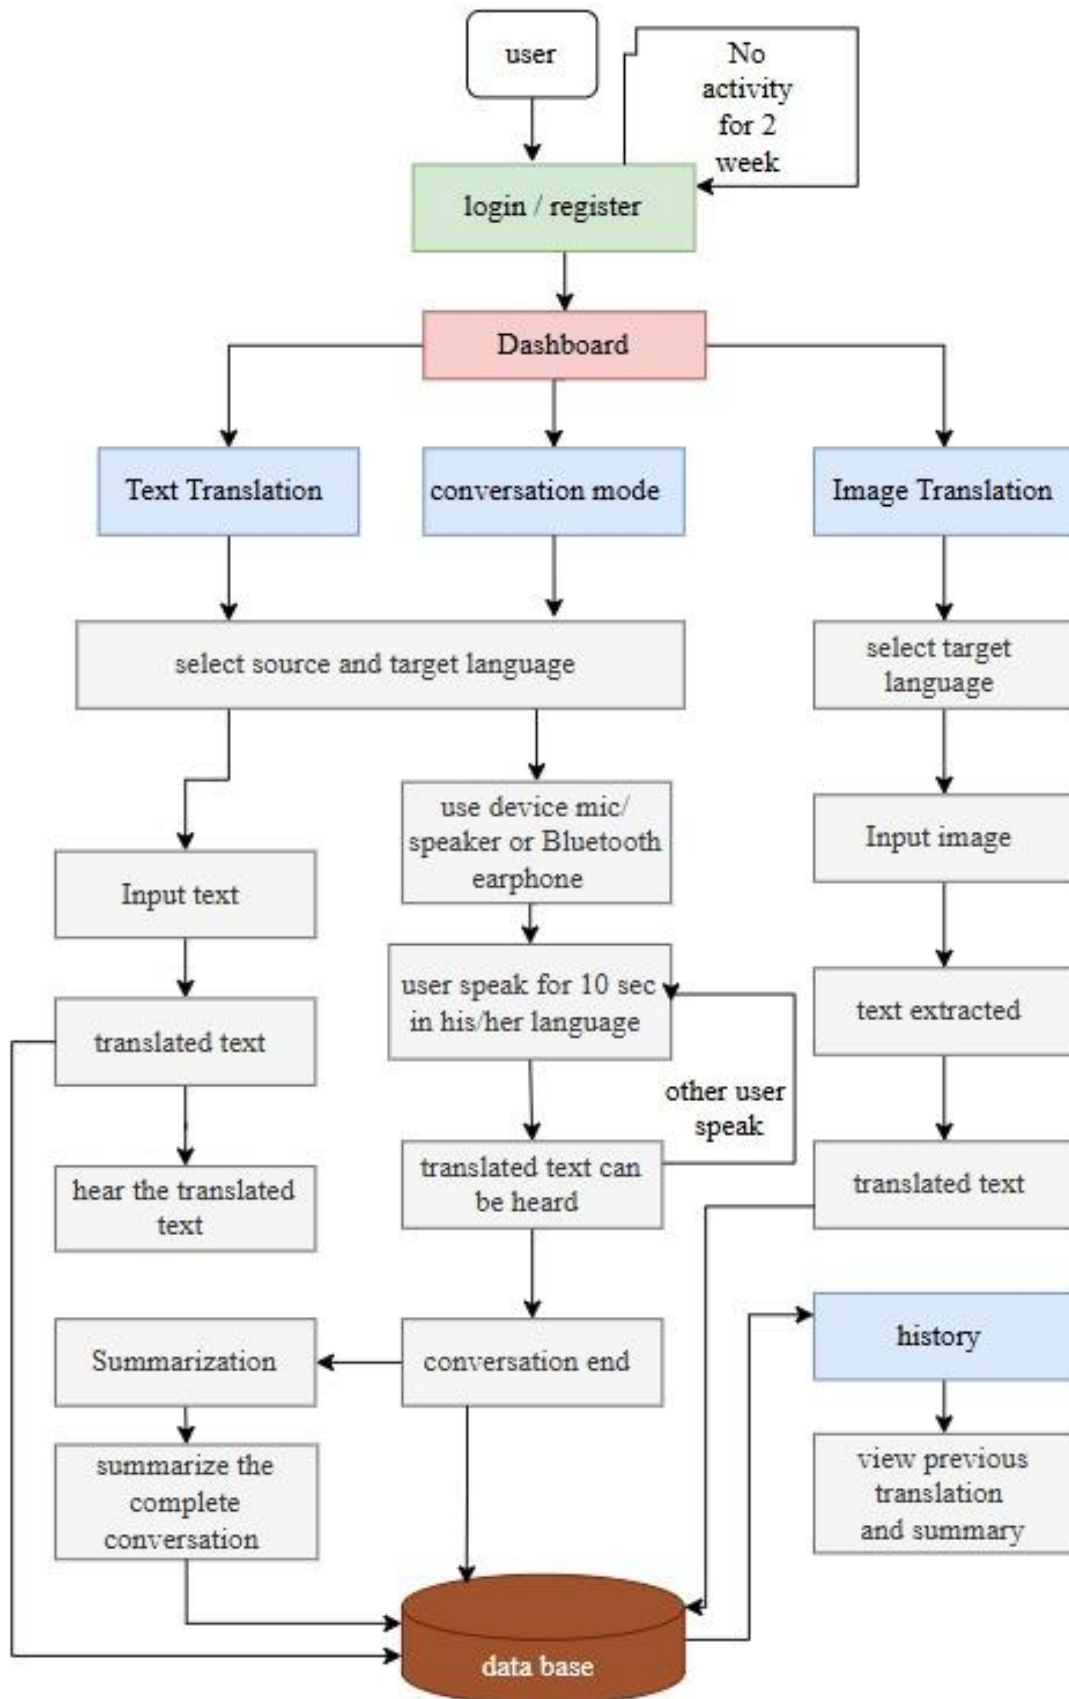 user
No
activity
for 2
week
login / register
Dashboard
Text Translation
conversation mode
Image Translation
select source and target language
select target
language
use device mic/
speaker or Bluetooth
earphone
Input image
Input text
user speak for 10 sec
in his/her language
text extracted
translated text
other user
speak
hear the translated
text
translated text can
be heard
translated text
Summarization
conversation end
history
summarize the
complete
conversation
view previous
translation
and summary
data base